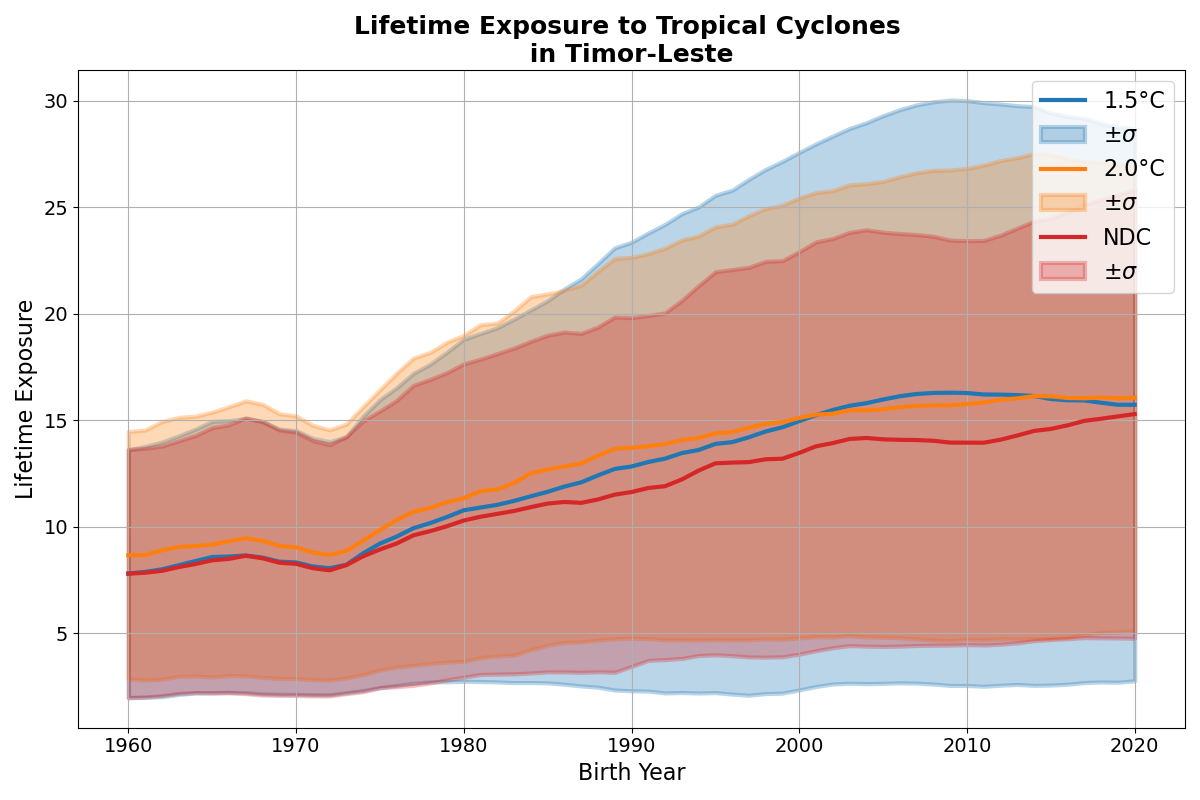 Lifetime Exposure to Tropical Cyclones
in Timor-Leste
Lifetime Exposure
30
25
20
15
10
5
1960
1970
1980
1990
2000
2010
2020
Birth Year
1.5°C
±σ
2.0°C
±σ
NDC
±σ